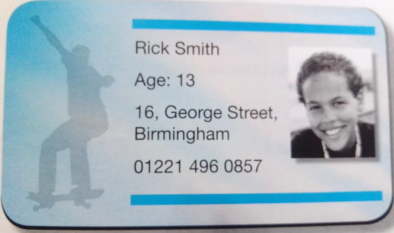 Rick Smith
Age: 13
16, George Street,
Birmingham
01221 496 0857